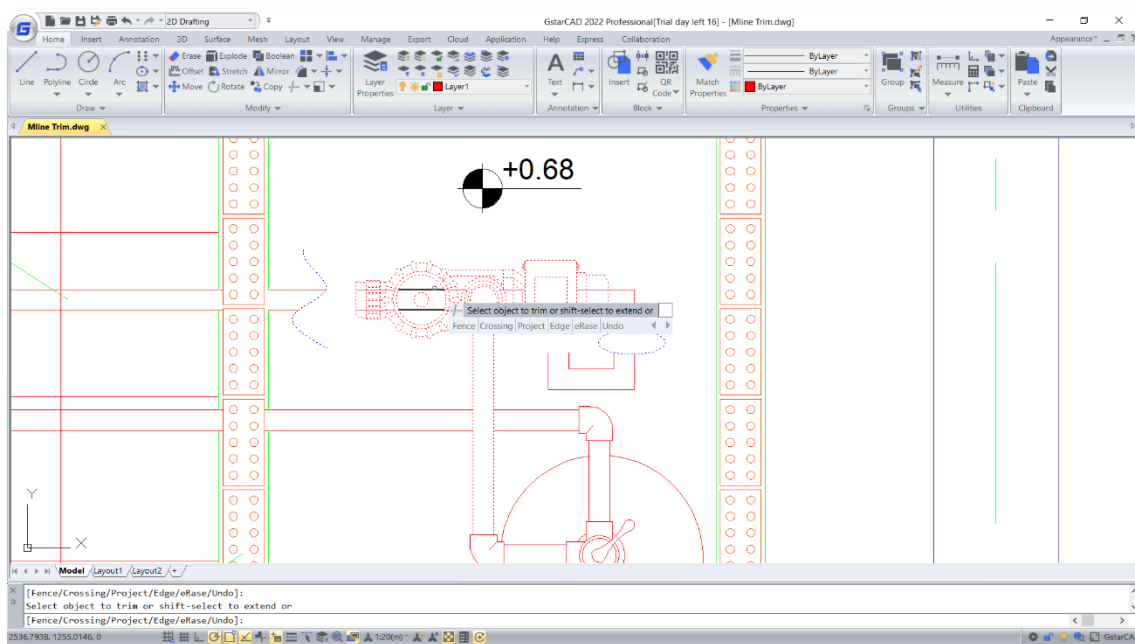 2D Drafting
GstarCAD 2022 Professional[Trial day left 16] - [Mline Trim.dwg]
Home Insert Annotation 3D Surface Mesh Layout View Manage Export Cloud Application Help Express Collaboration
Appearance
Line Polyline Circle Arc
Erase Explode Boolean
Offset Stretch Mirror
Move Rotate Copy
Layer Properties
Layer1
Text
Insert
QR Code
Match Properties
ByLayer
ByLayer
ByLayer
Group
Measure
Paste
Draw Modify Layer Annotation Block Properties Groups Utilities Clipboard
Mline Trim.dwg
+0.68
Select object to trim or shift-select to extend or
Fence Crossing Project Edge eRase Undo
Y
X
Model Layout1 Layout2 +
[Fence/Crossing/Project/Edge/eRase/Undo]:
Select object to trim or shift-select to extend or
[Fence/Crossing/Project/Edge/eRase/Undo]:
2536.7938, 1255.0146, 0
1:20(m)
GstarCA